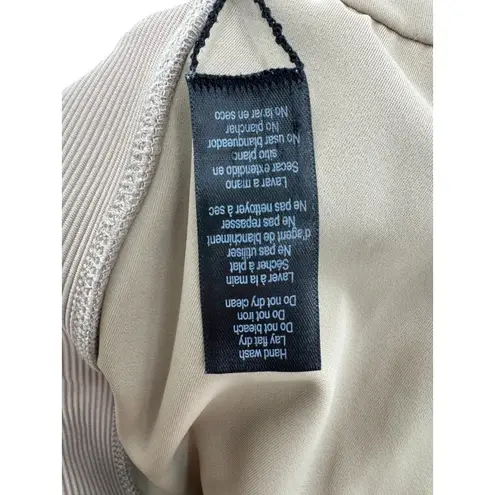 Hand wash
Lay flat dry
Do not bleach
Do not iron
Do not dry clean
Laver à la main
Sécher à plat
Ne pas utiliser
d'agent de blanchiment
Ne pas repasser
Ne pas nettoyer à sec
Lavar a mano
Secar extendido en
sitio plano
No usar blanqueador
No planchar
No lavar en seco